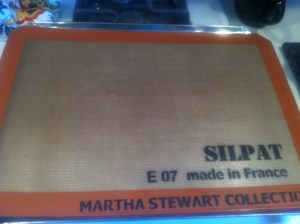 SILPAT
E 07 made in France
MARTHA STEWART COLLECTIO